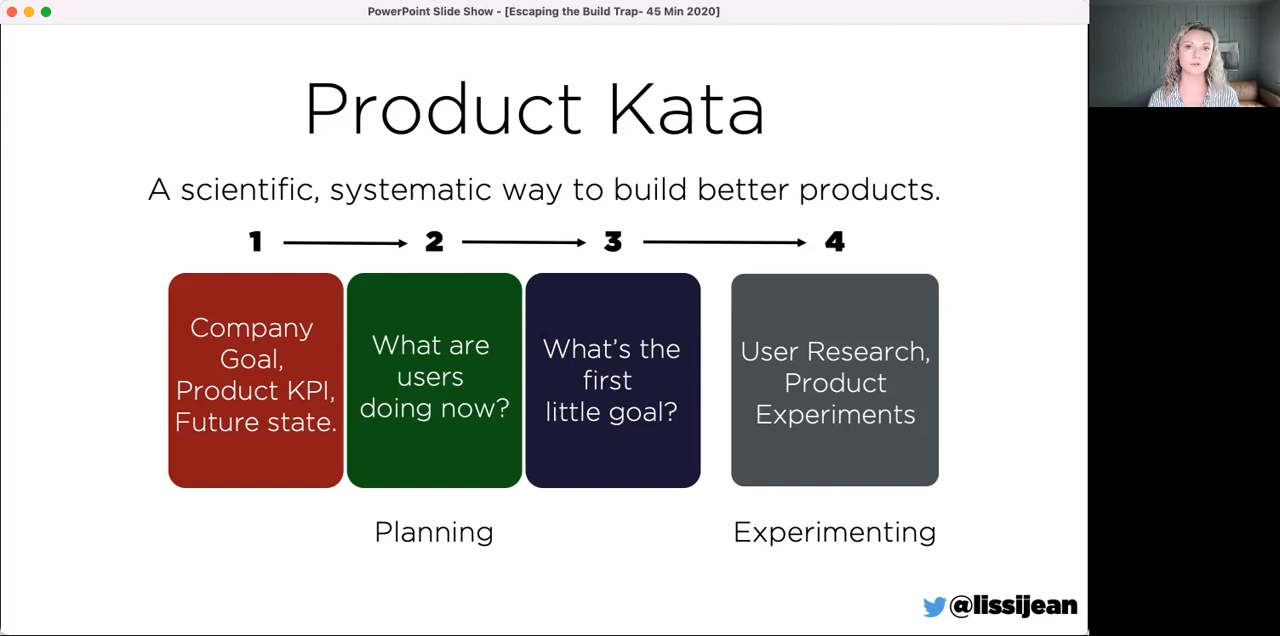 PowerPoint Slide Show - [Escaping the Build Trap- 45 Min 2020]
Product Kata
A scientific, systematic way to build better products.
1 2 3 4
Company
Goal,
Product KPI,
Future state.
What are
users
doing now?
What’s the
first
little goal?
User Research,
Product
Experiments
Planning
Experimenting
@lissijean